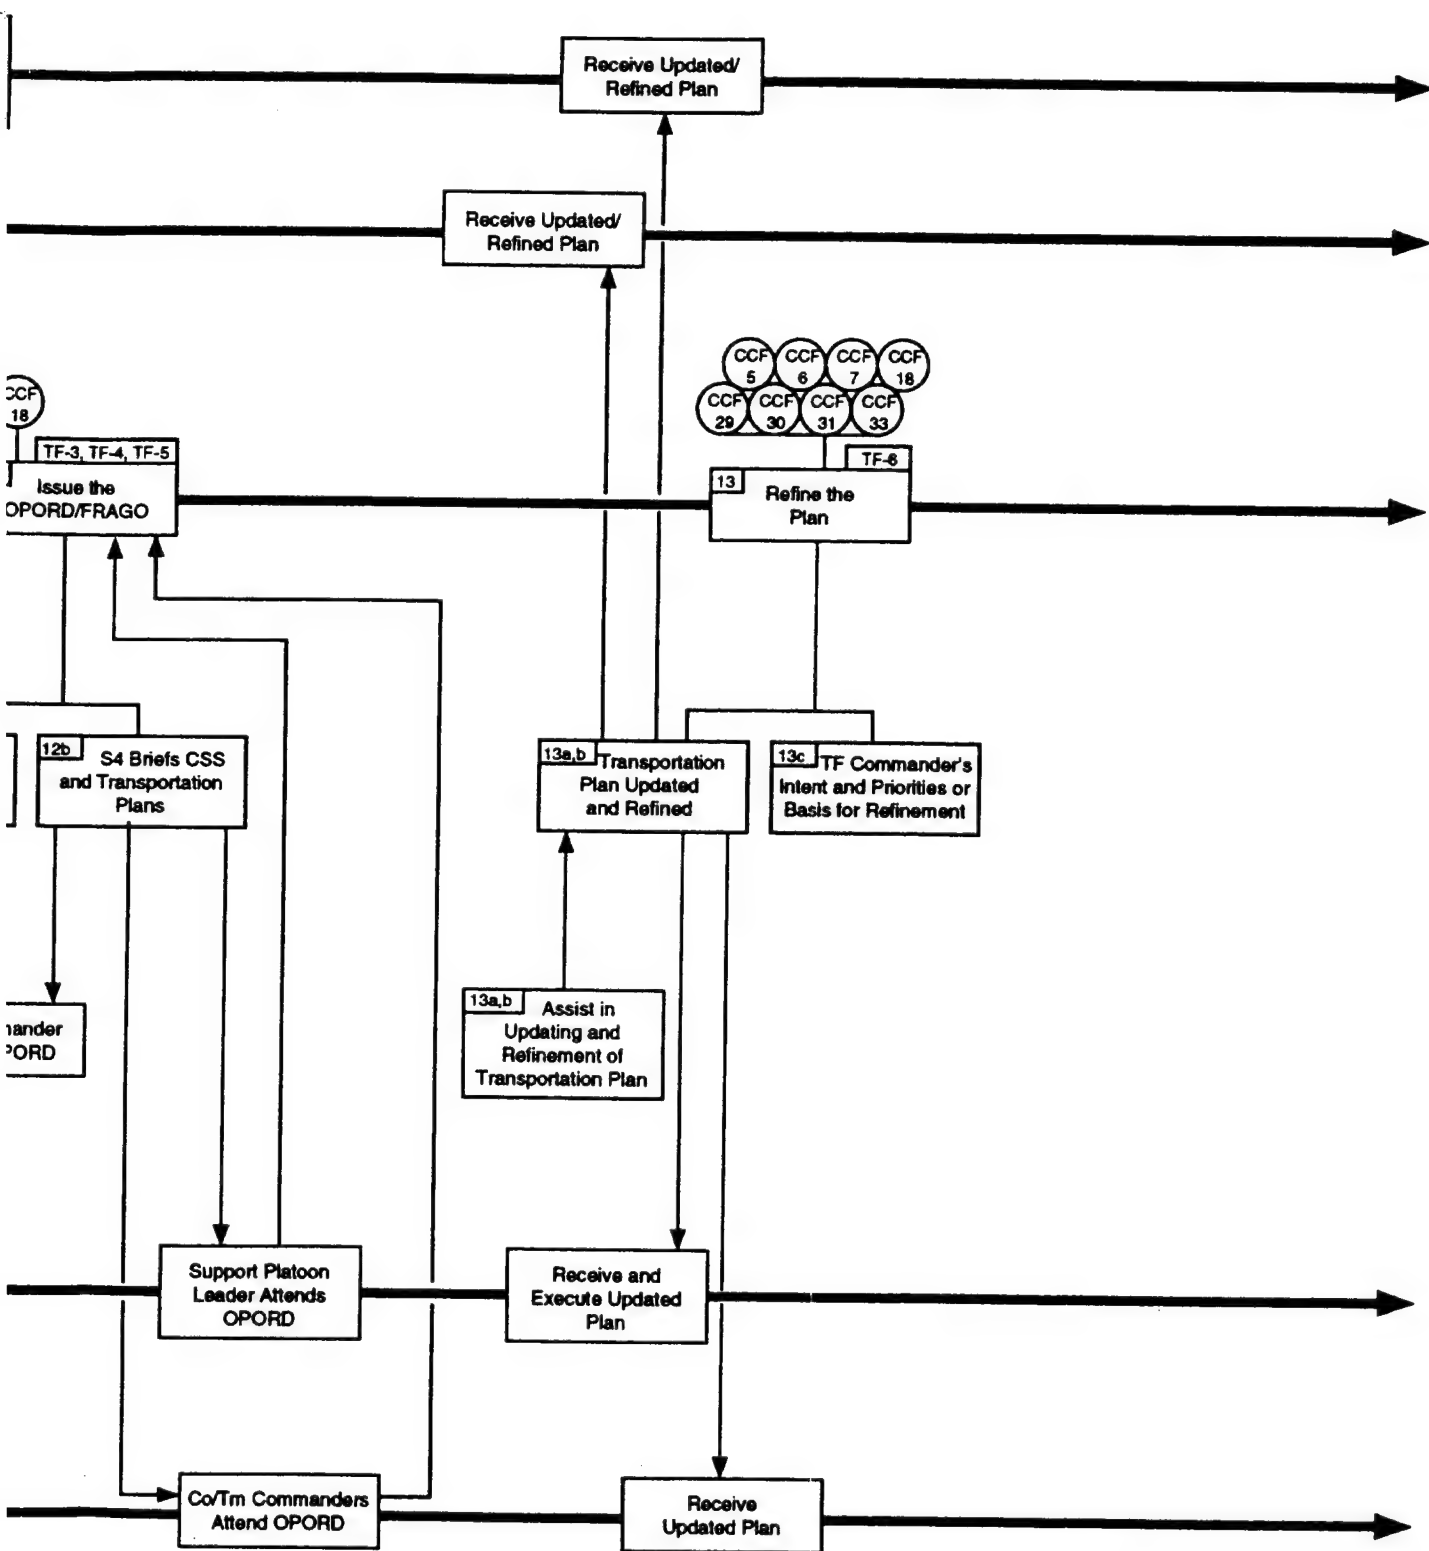 Receive Updated/
Refined Plan
Receive Updated/
Refined Plan
CCF
5
CCF
6
CCF
7
CCF
18
CCF
29
CCF
30
CCF
31
CCF
33
CCF
18
TF-3, TF-4, TF-5
Issue the
OPORD/FRAGO
TF-6
13
Refine the
Plan
12b
S4 Briefs CSS
and Transportation
Plans
13a,b
Transportation
Plan Updated
and Refined
13c
TF Commander's
Intent and Priorities or
Basis for Refinement
13a,b
Assist in
Updating and
Refinement of
Transportation Plan
mander
PORD
Support Platoon
Leader Attends
OPORD
Receive and
Execute Updated
Plan
Co/Tm Commanders
Attend OPORD
Receive
Updated Plan